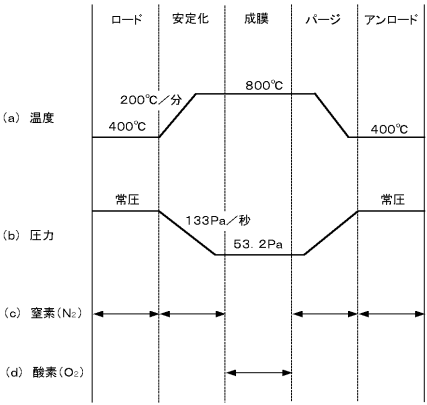 ロード 安定化 成膜 パージ アンロード
800℃
200℃／分
(a) 温度
400℃ 400℃
常圧 常圧
133Pa／秒
(b) 圧力
53.2Pa
(c) 窒素(N₂)
(d) 酸素(O₂)